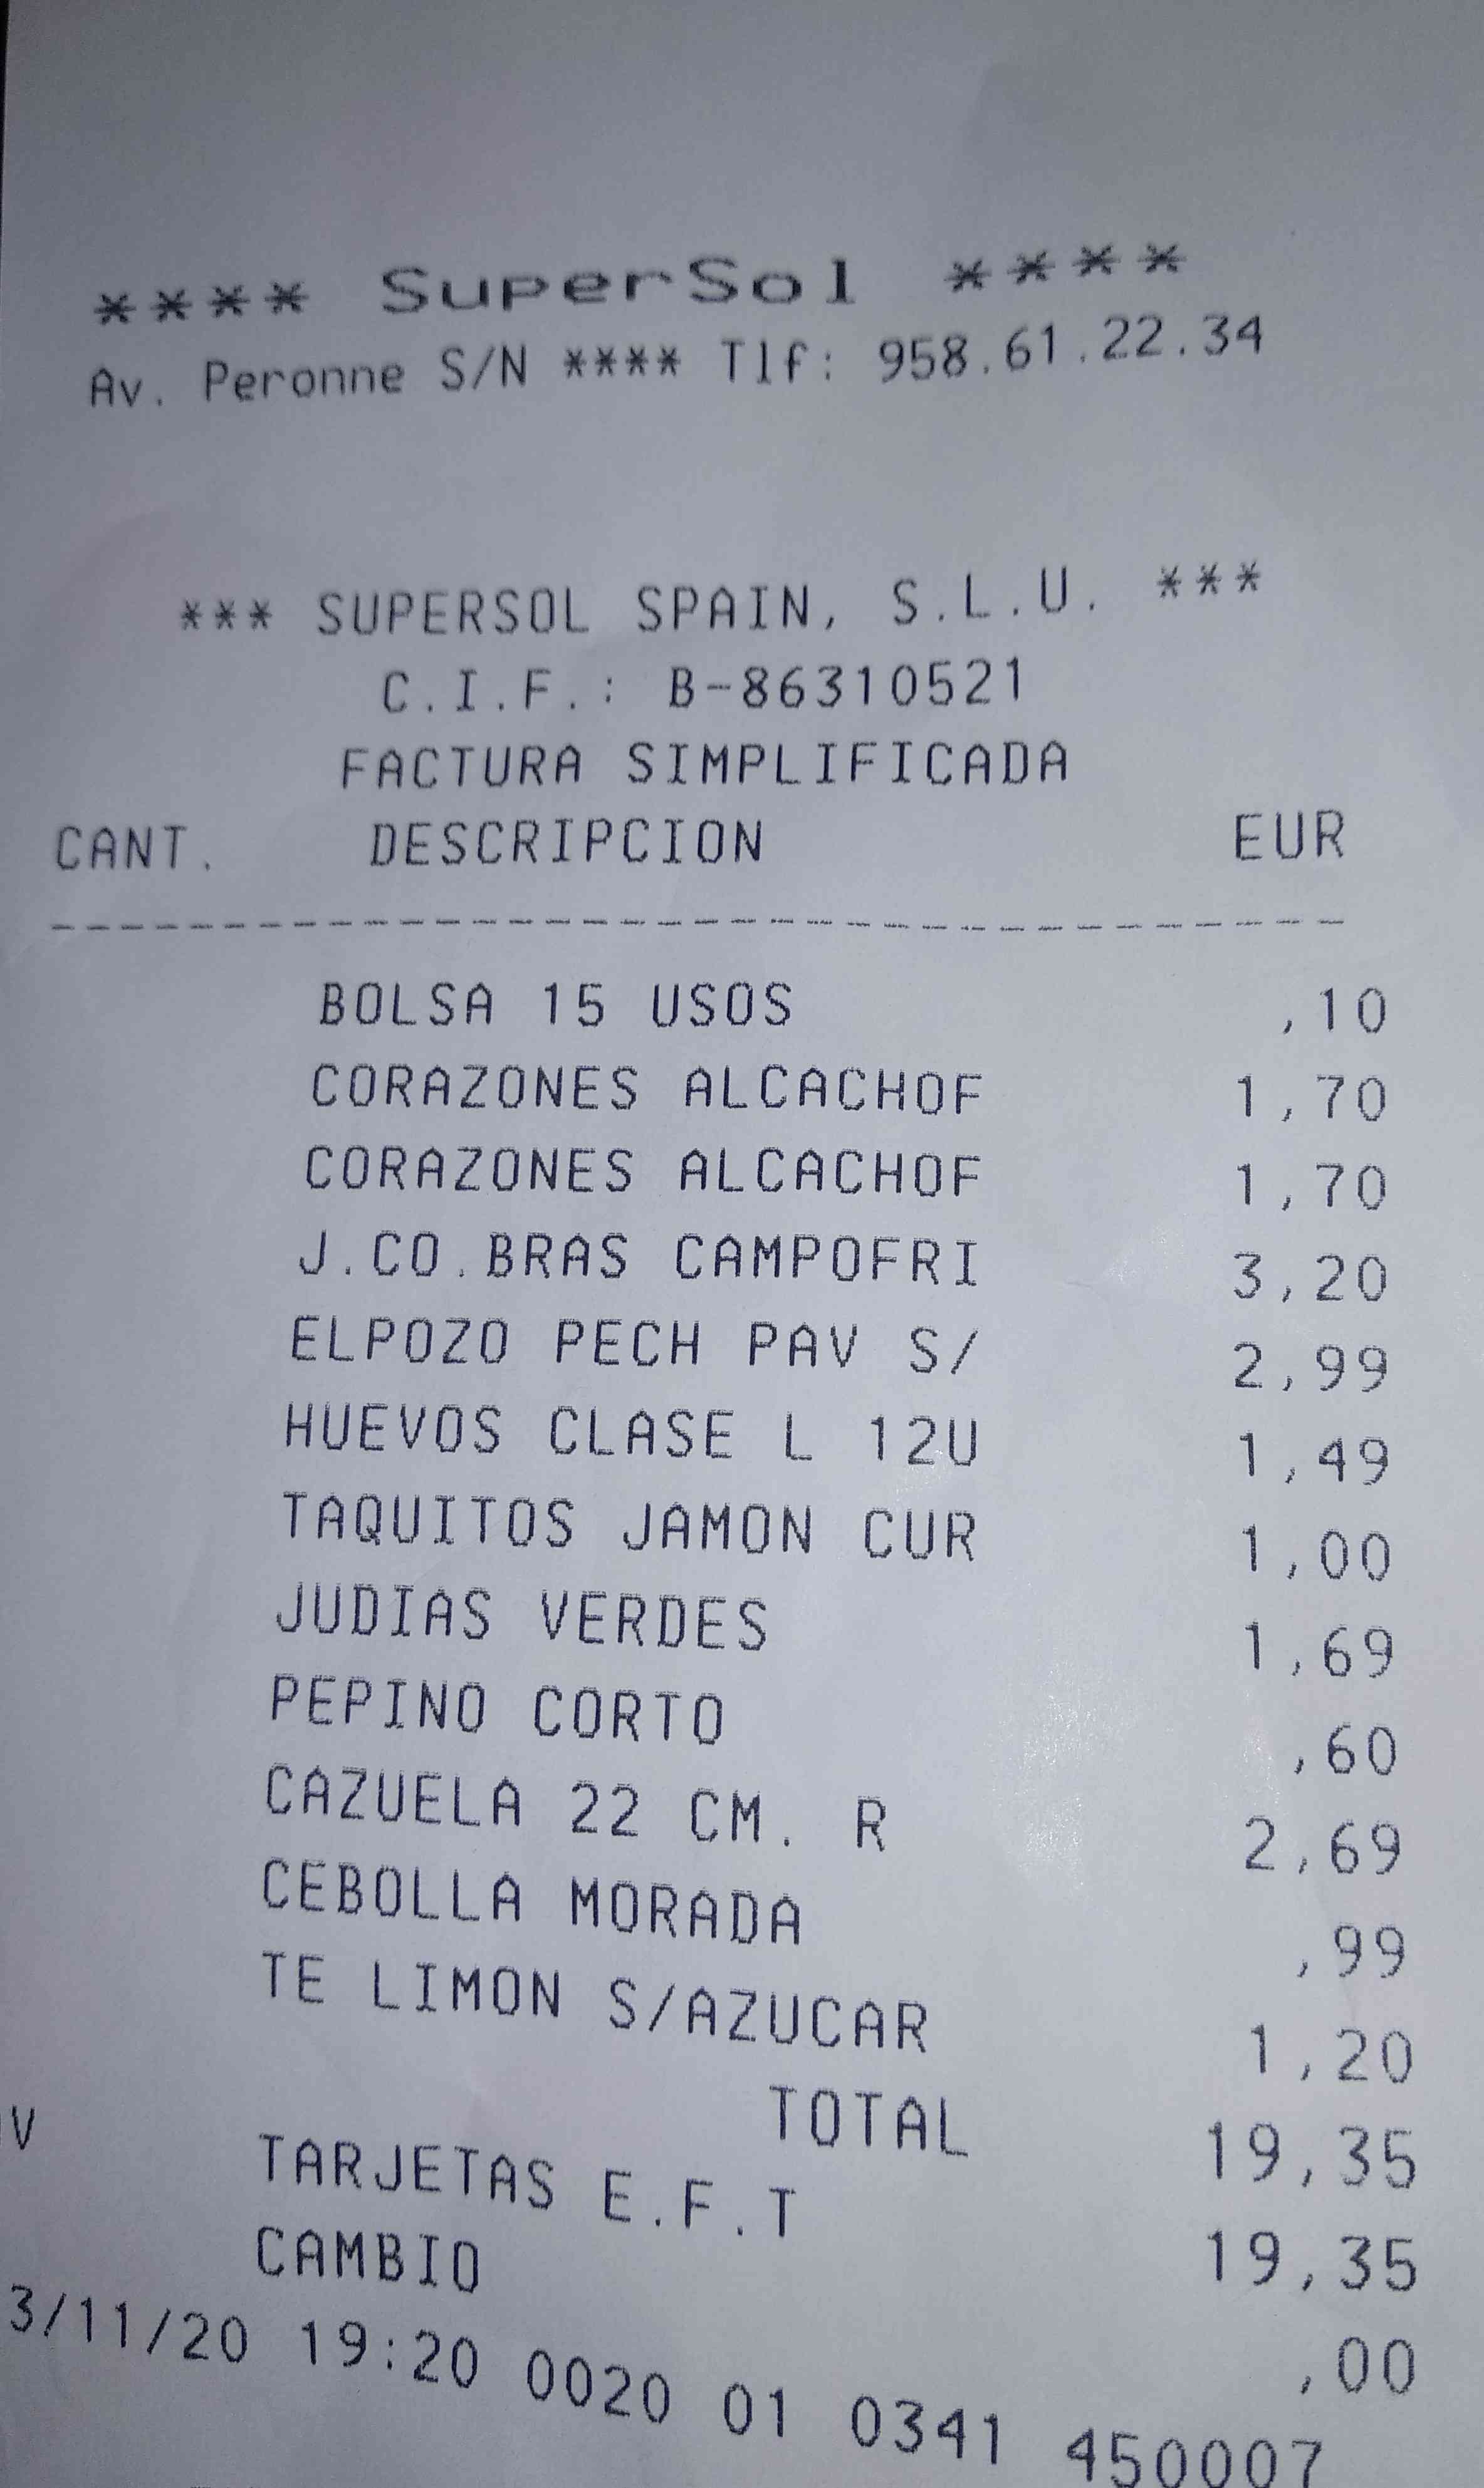 **** SuperSol ****
Av. Peronne S/N **** Tlf: 958.61.22.34
*** SUPERSOL SPAIN, S.L.U. ***
C.I.F.: B-86310521
FACTURA SIMPLIFICADA
CANT. DESCRIPCION EUR
BOLSA 15 USOS ,10
CORAZONES ALCACHOF 1,70
CORAZONES ALCACHOF 1,70
J.CO.BRAS CAMPOFRI 3,20
ELPOZO PECH PAV S/ 2,99
HUEVOS CLASE L 12U 1,49
TAQUITOS JAMON CUR 1,00
JUDIAS VERDES 1,69
PEPINO CORTO ,60
CAZUELA 22 CM. R 2,69
CEBOLLA MORADA ,99
TE LIMON S/AZUCAR 1,20
TOTAL 19,35
V TARJETAS E.F.T 19,35
CAMBIO ,00
3/11/20 19:20 0020 01 0341 450007